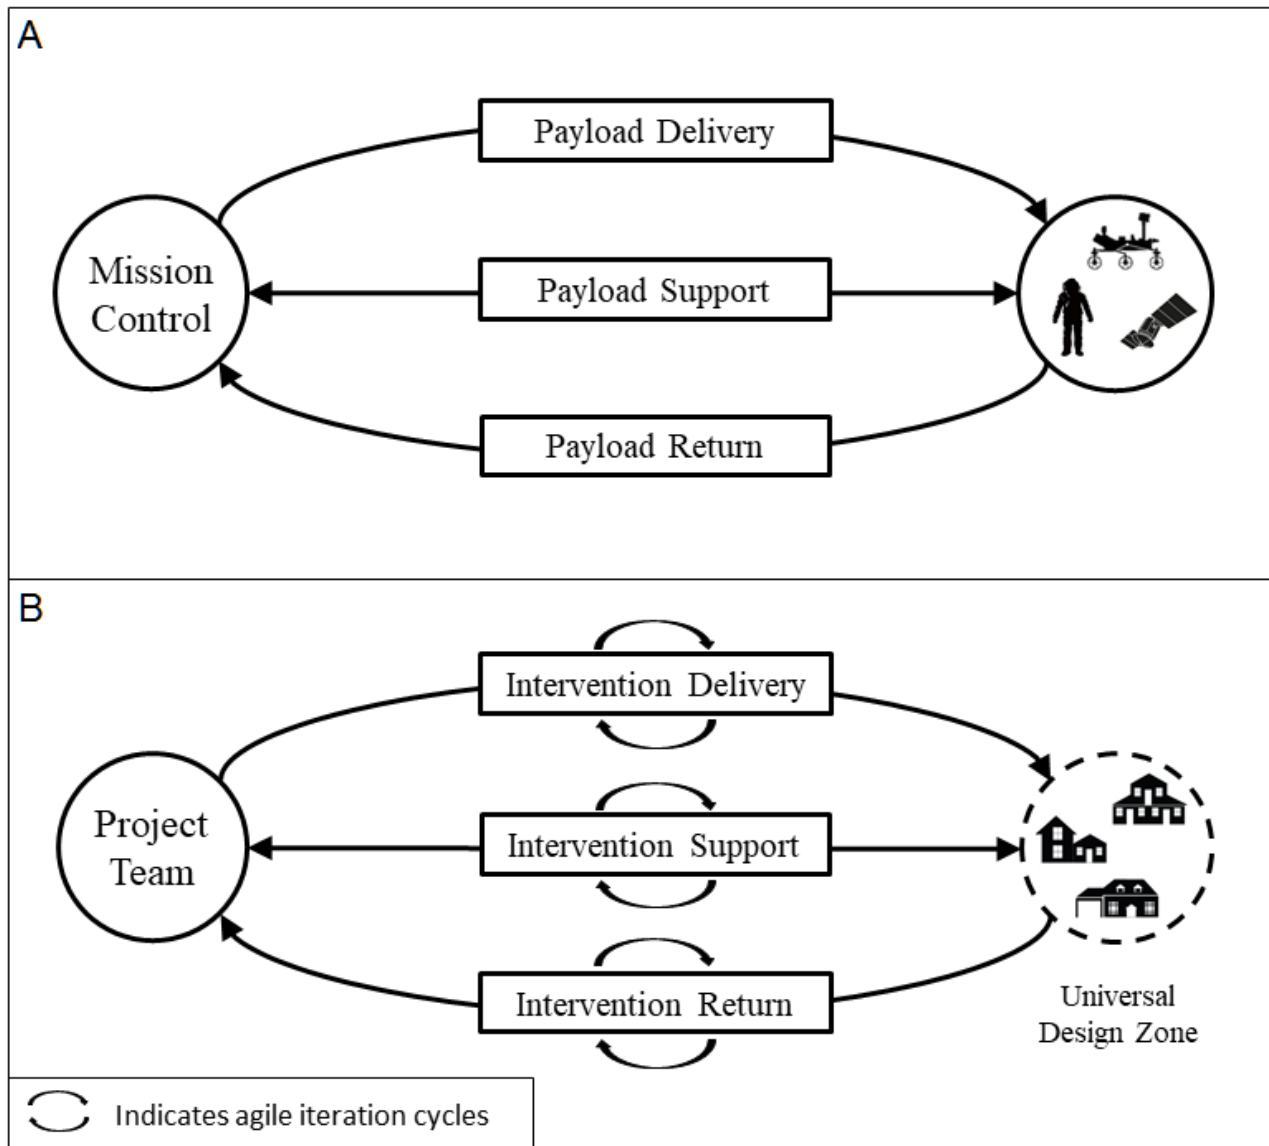 A
Payload Delivery
Mission
Control
Payload Support
Payload Return
B
Intervention Delivery
Project
Team
Intervention Support
Intervention Return
Universal
Design Zone
Indicates agile iteration cycles